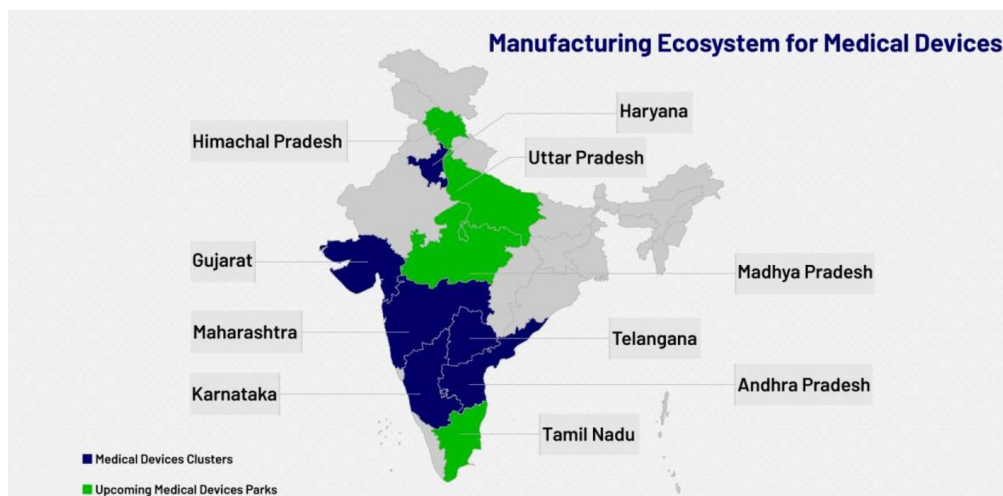 Manufacturing Ecosystem for Medical Devices
Haryana
Himachal Pradesh
Uttar Pradesh
Gujarat
Madhya Pradesh
Maharashtra
Telangana
Karnataka
Andhra Pradesh
Tamil Nadu
Medical Devices Clusters
Upcoming Medical Devices Parks